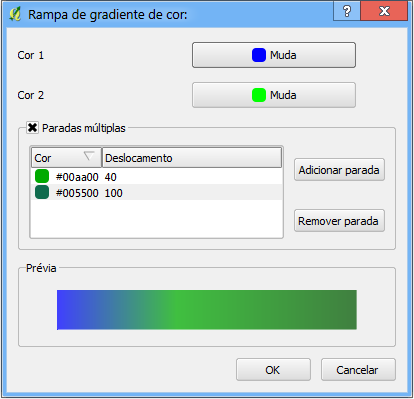 Rampa de gradiente de cor:
Cor 1 Muda
Cor 2 Muda
Paradas múltiplas
Cor Deslocamento
#00aa00 40
#005500 100
Adicionar parada
Remover parada
Prévia
OK Cancelar